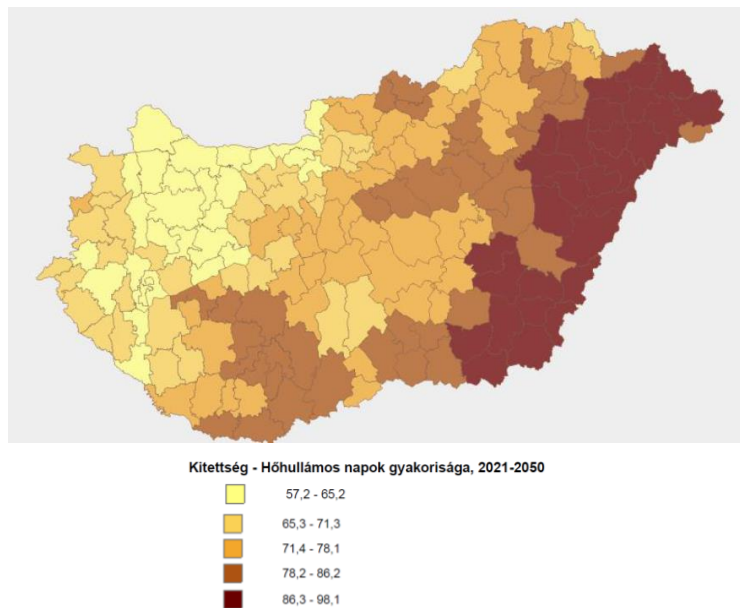 Kitettség - Hőhullámos napok gyakorisága, 2021-2050
57,2 - 65,2
65,3 - 71,3
71,4 - 78,1
78,2 - 86,2
86,3 - 98,1